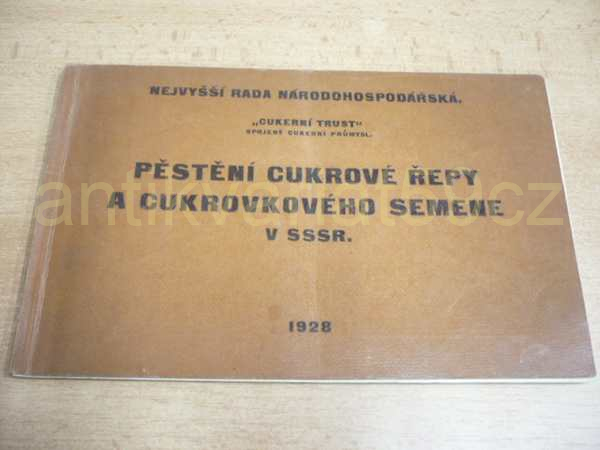 NEJVYŠŠÍ RADA NÁRODOHOSPODÁŘSKÁ.
„CUKERNÍ TRUST“
SPOJENÝ CUKERNÍ PRŮMYSL.
PĚSTĚNÍ CUKROVÉ ŘEPY
A CUKROVKOVÉHO SEMENE
V SSSR.
1928